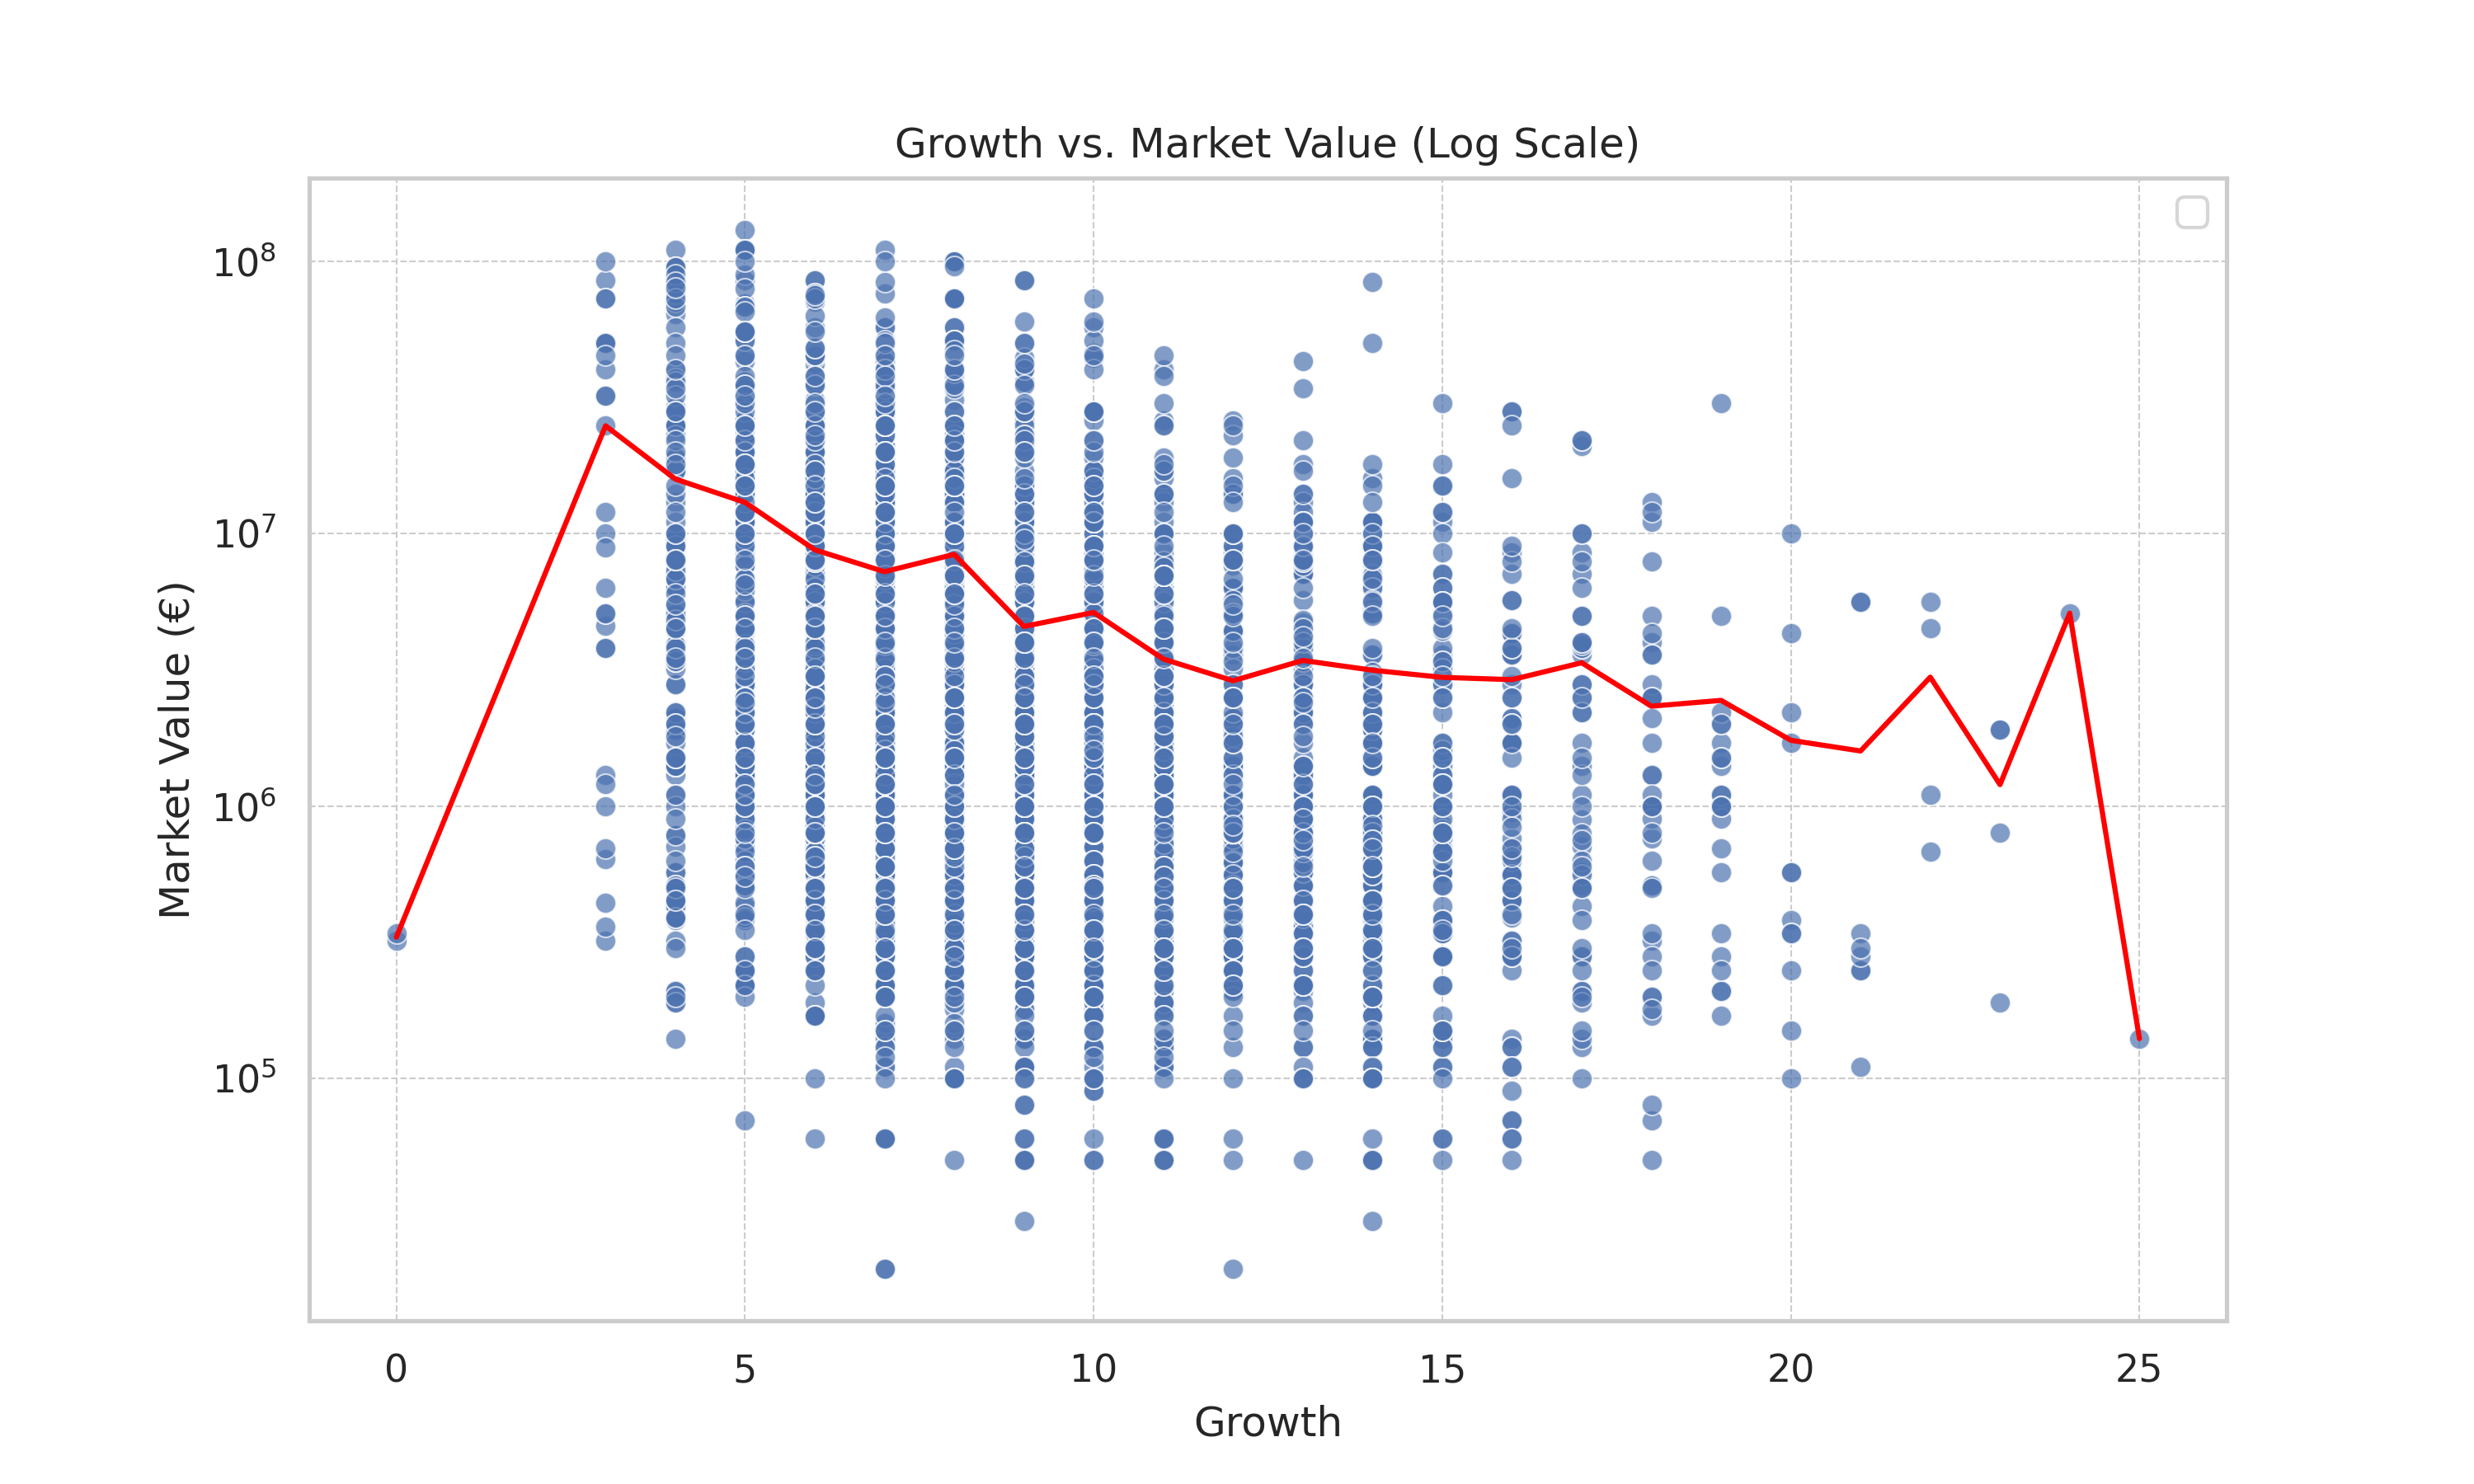 Growth vs. Market Value (Log Scale)
Market Value (€)
10⁸
10⁷
10⁶
10⁵
0 5 10 15 20 25
Growth